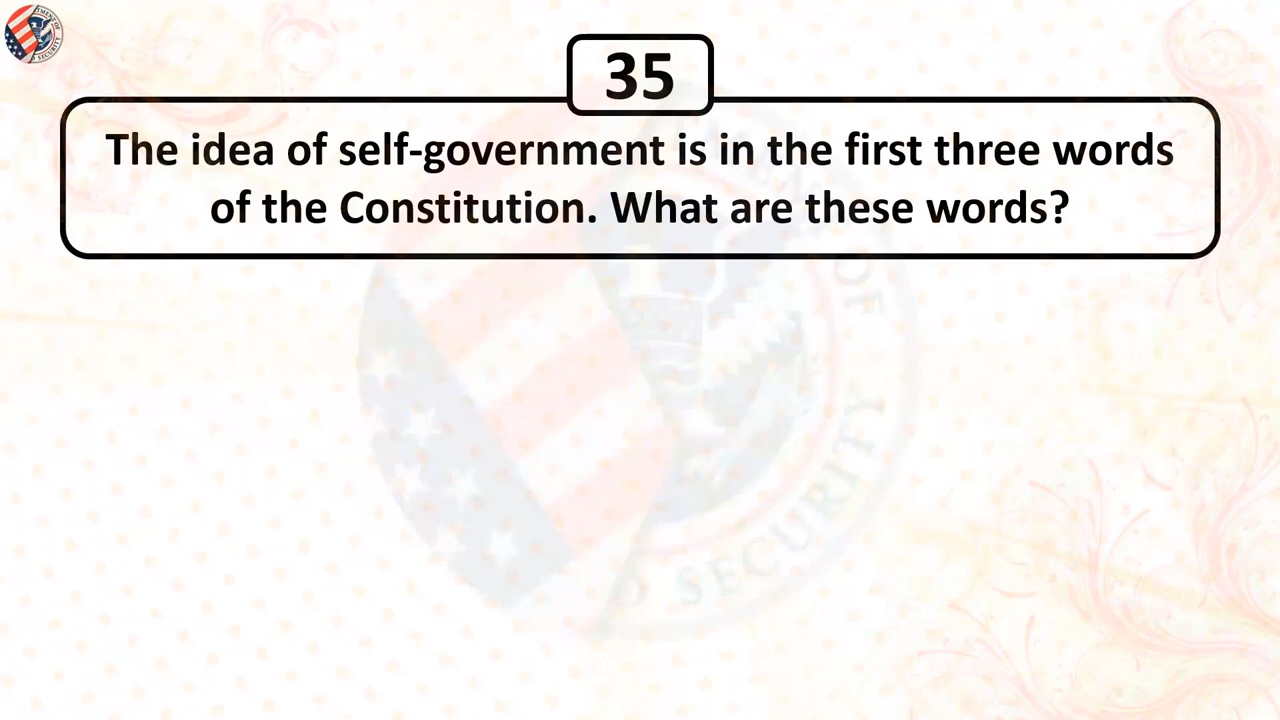 35
The idea of self-government is in the first three words
of the Constitution. What are these words?
SECURITY